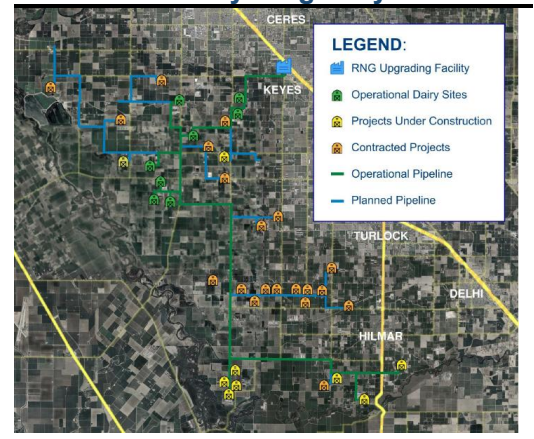 CERES
LEGEND:
RNG Upgrading Facility
KEYES
Operational Dairy Sites
Projects Under Construction
Contracted Projects
Operational Pipeline
Planned Pipeline
TURLOCK
DELHI
HILMAR